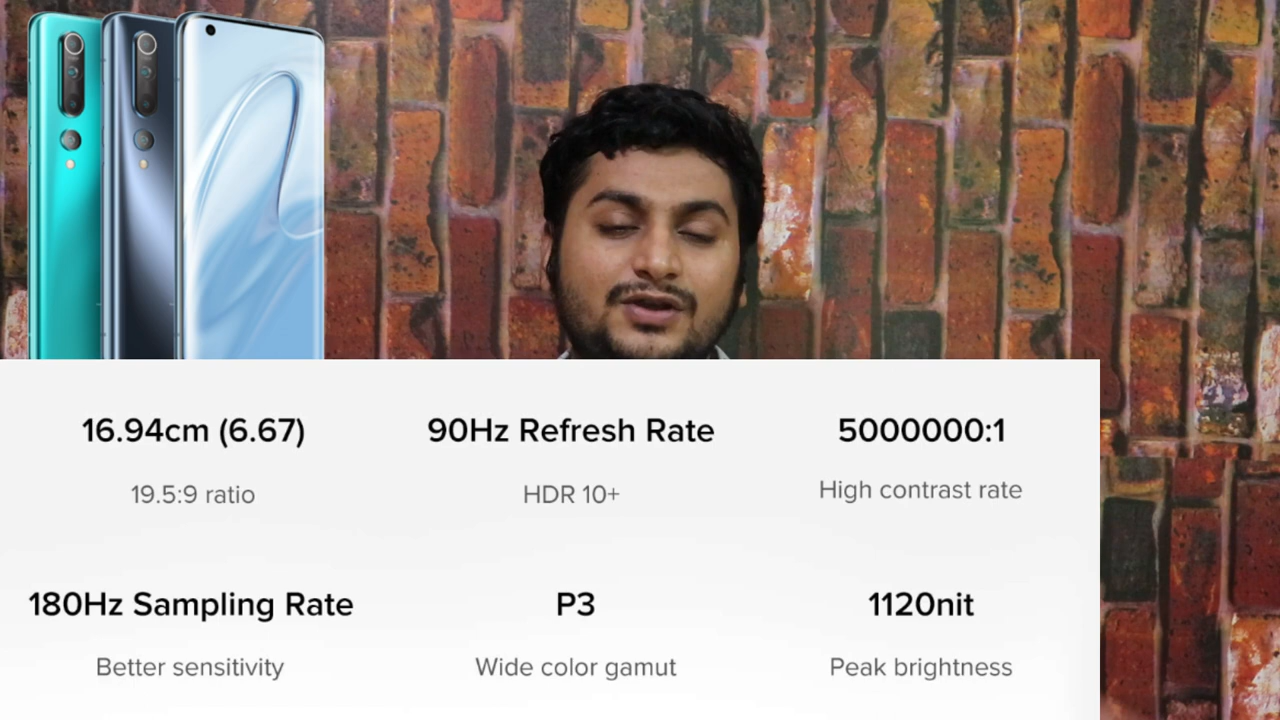 16.94cm (6.67)
19.5:9 ratio
90Hz Refresh Rate
HDR 10+
5000000:1
High contrast rate
180Hz Sampling Rate
Better sensitivity
P3
Wide color gamut
1120nit
Peak brightness